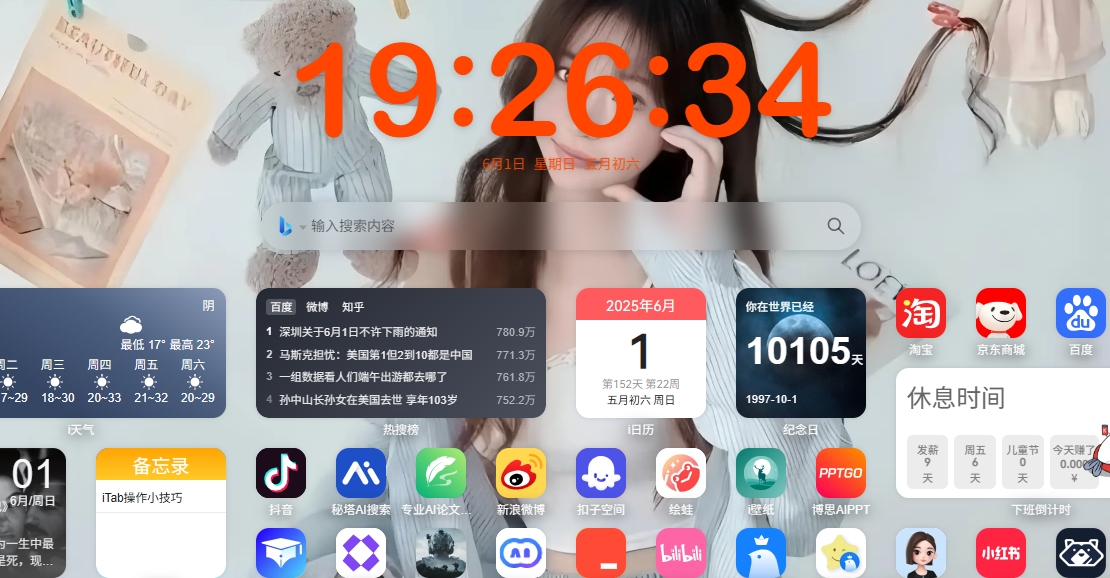 BEAUTIFUL DAY
19:26:34
6月1日 星期日 五月初六
输入搜索内容
阴
最低 17° 最高 23°
周二 周三 周四 周五 周六
7~29 18~30 20~33 21~32 20~29
i天气
百度 微博 知乎
1 深圳关于6月1日不许下雨的通知 780.9万
2 马斯克担忧：美国第1但2到10都是中国 771.3万
3 一组数据看人们端午出游都去哪了 761.8万
4 孙中山长孙女在美国去世 享年103岁 752.2万
热搜榜
2025年6月
1
第152天 第22周
五月初六 周日
i日历
你在世界已经
10105天
1997-10-1
纪念日
淘
淘宝
京东商城
du
百度
休息时间
发薪 周五 儿童节 今天赚了
9 6 0 0.00
天 天 天 ¥
下班倒计时
01
6月/周日
为一生中最
是死，现...
备忘录
iTab操作小技巧
抖音
秘塔AI搜索
专业AI论文...
新浪微博
扣子空间
绘蛙
i壁纸
PPTGO
博思AIPPT
AI
bilibili
小红书